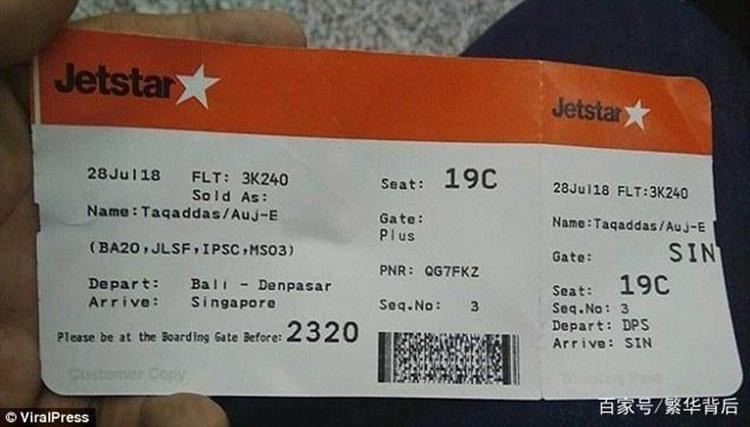 Jetstar
28Jul18 FLT: 3K240
Sold As:
Name:Taqaddas/Auj-E
(BA20,JLSF,IPSC,MS03)
Depart: Bali - Denpasar
Arrive: Singapore
Please be at the Boarding Gate Before: 2320
Customer Copy
Seat: 19C
Gate:
Plus
PNR: QG7FKZ
Seq.No: 3
Jetstar
28Jul18 FLT:3K240
Name:Taqaddas/Auj-E
Gate: SIN
Seat: 19C
Seq.No: 3
Depart: DPS
Arrive: SIN
Boarding Pass
© ViralPress
百家号/繁华背后